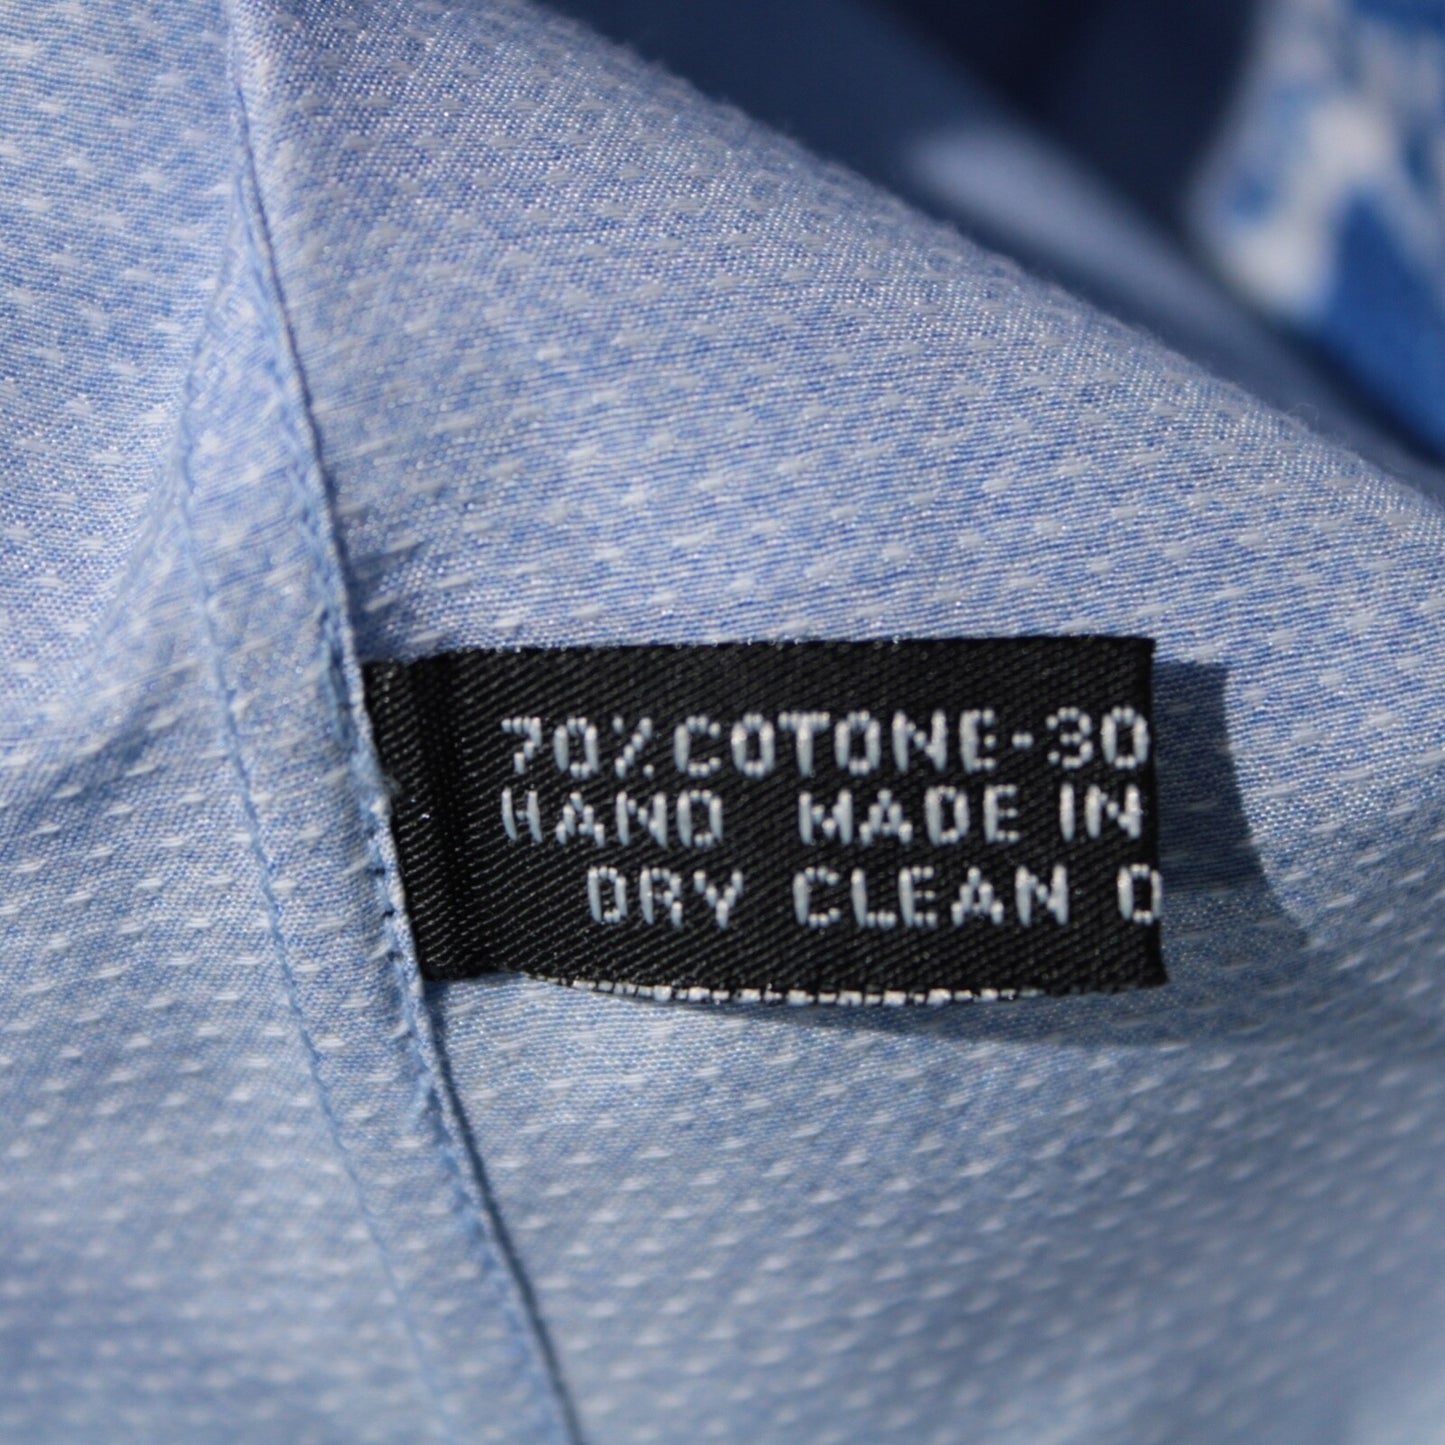 70% COTONE-30
HAND MADE IN
DRY CLEAN O